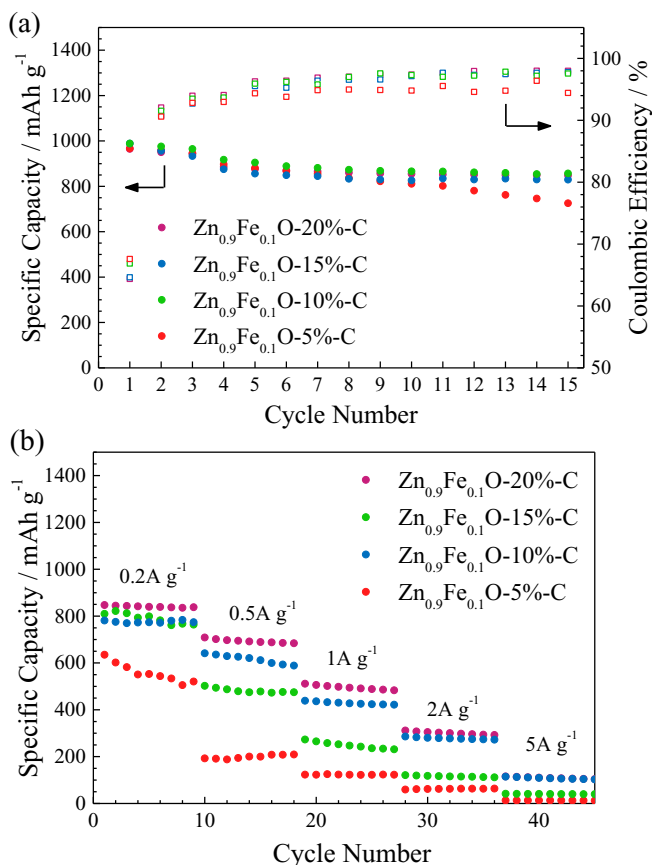 (a)
1400
1200
1000
800
600
400
200
0
Specific Capacity / mAh g⁻¹
100
90
80
70
60
50
Coulombic Efficiency / %
Zn₀.₉Fe₀.₁O-20%-C
Zn₀.₉Fe₀.₁O-15%-C
Zn₀.₉Fe₀.₁O-10%-C
Zn₀.₉Fe₀.₁O-5%-C
0 1 2 3 4 5 6 7 8 9 10 11 12 13 14 15
Cycle Number
(b)
1400
1200
1000
800
600
400
200
0
Specific Capacity / mAh g⁻¹
Zn₀.₉Fe₀.₁O-20%-C
Zn₀.₉Fe₀.₁O-15%-C
Zn₀.₉Fe₀.₁O-10%-C
Zn₀.₉Fe₀.₁O-5%-C
0.2A g⁻¹
0.5A g⁻¹
1A g⁻¹
2A g⁻¹
5A g⁻¹
0 10 20 30 40
Cycle Number